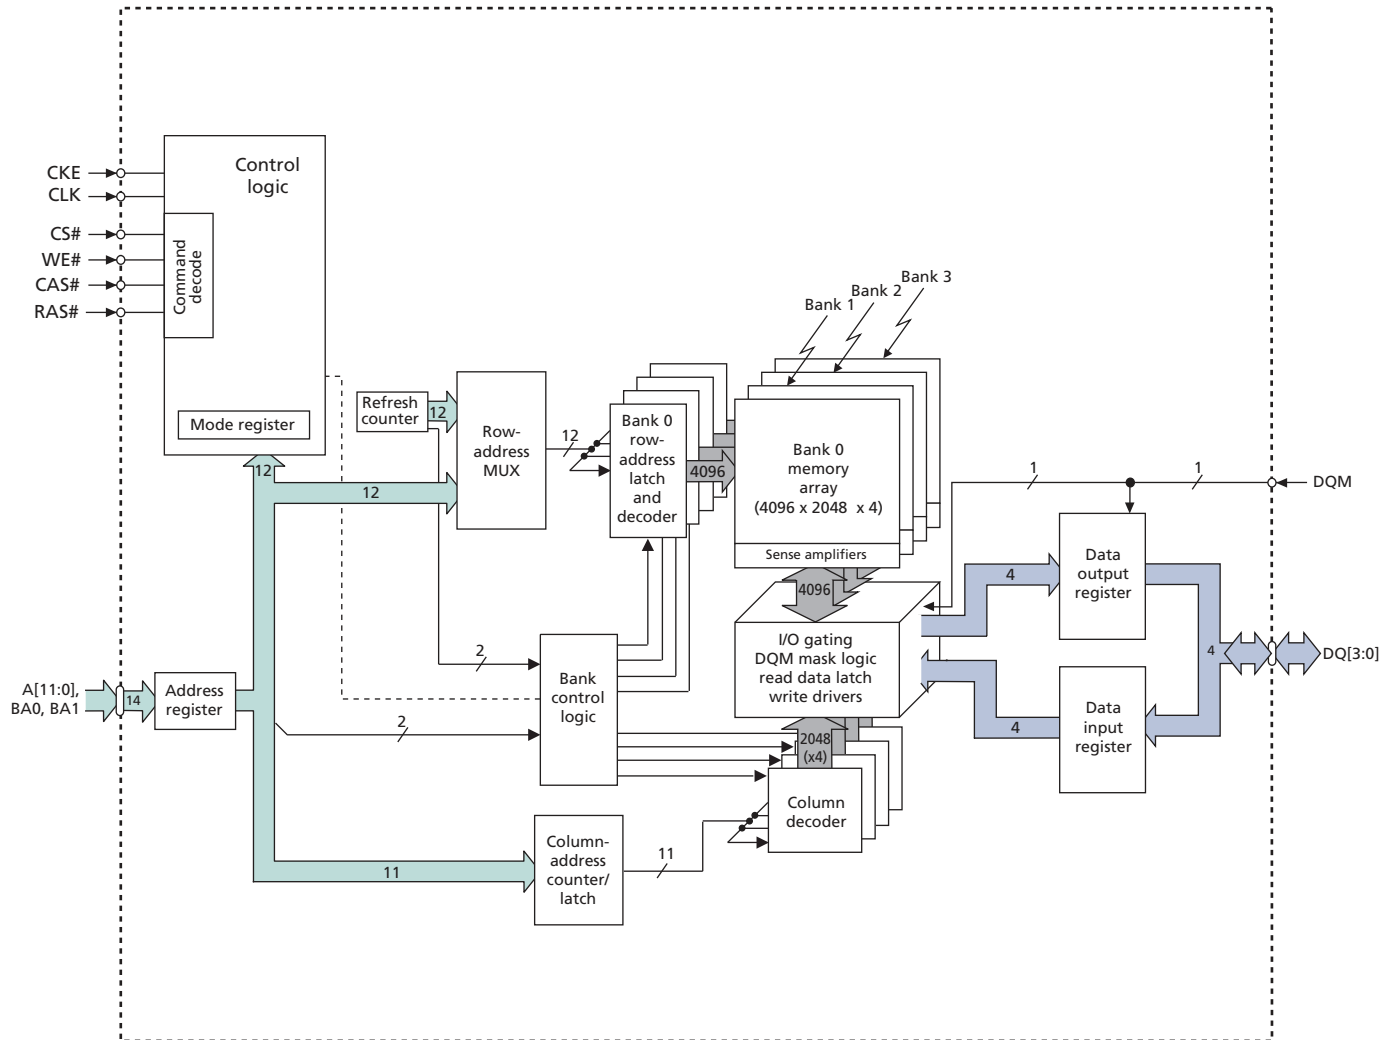 Control
logic
CKE
CLK
CS#
WE#
CAS#
RAS#
Command
decode
Mode register
12
Refresh
counter
12
12
Row-
address
MUX
12
Bank 0
row-
address
latch
and
decoder
4096
Bank 1
Bank 2
Bank 3
Bank 0
memory
array
(4096 x 2048 x 4)
Sense amplifiers
4096
I/O gating
DQM mask logic
read data latch
write drivers
1
1
DQM
Data
output
register
4
4
DQ[3:0]
Data
input
register
4
A[11:0],
BA0, BA1
14
Address
register
2
2
Bank
control
logic
2048
(x4)
Column
decoder
Column-
address
counter/
latch
11
11